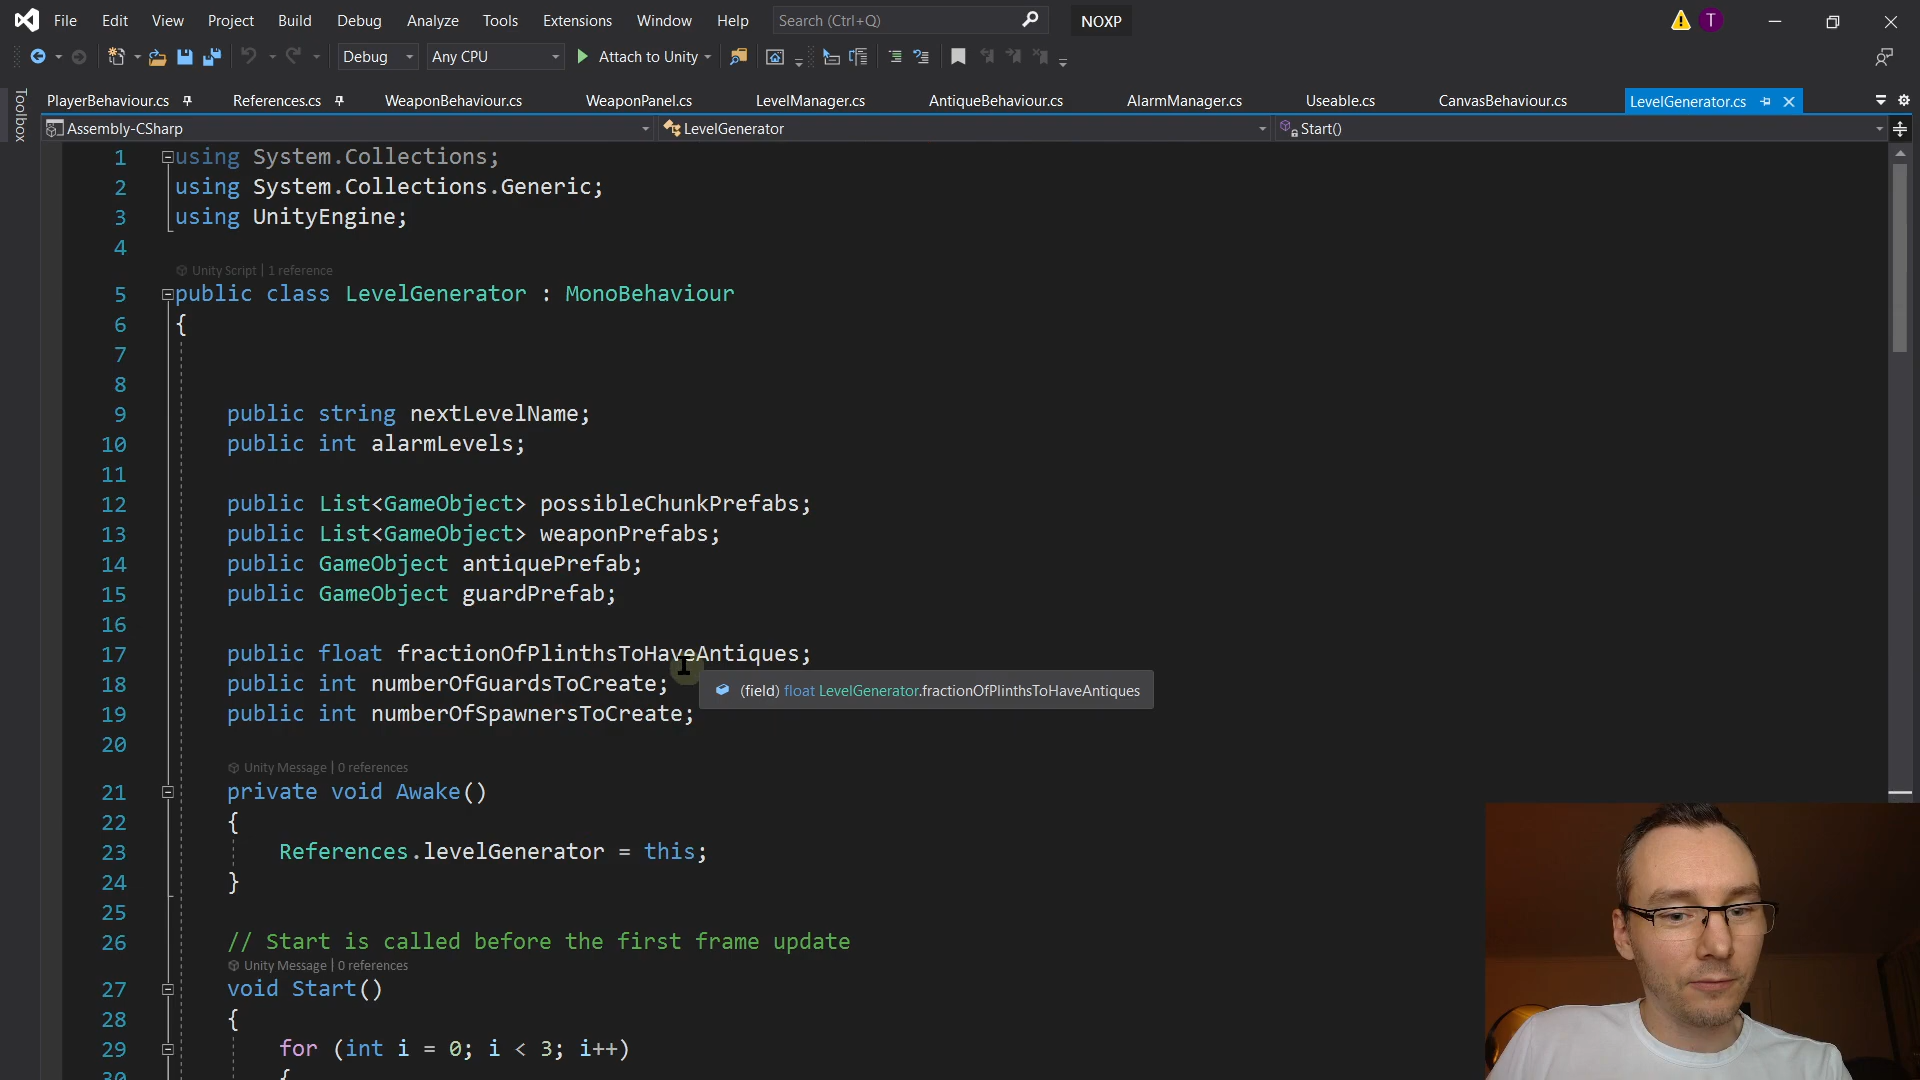 File Edit View Project Build Debug Analyze Tools Extensions Window Help Search (Ctrl+Q) NOXP T
Debug Any CPU Attach to Unity
Toolbox
PlayerBehaviour.cs References.cs WeaponBehaviour.cs WeaponPanel.cs LevelManager.cs AntiqueBehaviour.cs AlarmManager.cs Useable.cs CanvasBehaviour.cs LevelGenerator.cs
Assembly-CSharp LevelGenerator Start()
1 using System.Collections;
2 using System.Collections.Generic;
3 using UnityEngine;
4
Unity Script | 1 reference
5 public class LevelGenerator : MonoBehaviour
6 {
7
8
9 public string nextLevelName;
10 public int alarmLevels;
11
12 public List<GameObject> possibleChunkPrefabs;
13 public List<GameObject> weaponPrefabs;
14 public GameObject antiquePrefab;
15 public GameObject guardPrefab;
16
17 public float fractionOfPlinthsToHaveAntiques;
18 public int numberOfGuardsToCreate;
(field) float LevelGenerator.fractionOfPlinthsToHaveAntiques
19 public int numberOfSpawnersToCreate;
20
Unity Message | 0 references
21 private void Awake()
22 {
23 References.levelGenerator = this;
24 }
25
26 // Start is called before the first frame update
Unity Message | 0 references
27 void Start()
28 {
29 for (int i = 0; i < 3; i++)
30 {